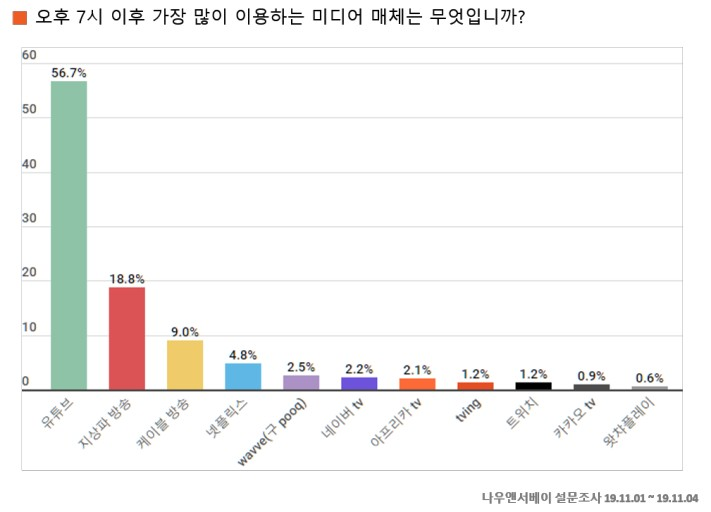 오후 7시 이후 가장 많이 이용하는 미디어 매체는 무엇입니까?
60
50
40
30
20
10
0
56.7%
18.8%
9.0%
4.8%
2.5%
2.2%
2.1%
1.2%
1.2%
0.9%
0.6%
유튜브
지상파 방송
케이블 방송
넷플릭스
wavve(구 pooq)
네이버 tv
아프리카 tv
tving
트위치
카카오 tv
왓챠플레이
나우앤서베이 설문조사 19.11.01 ~ 19.11.04